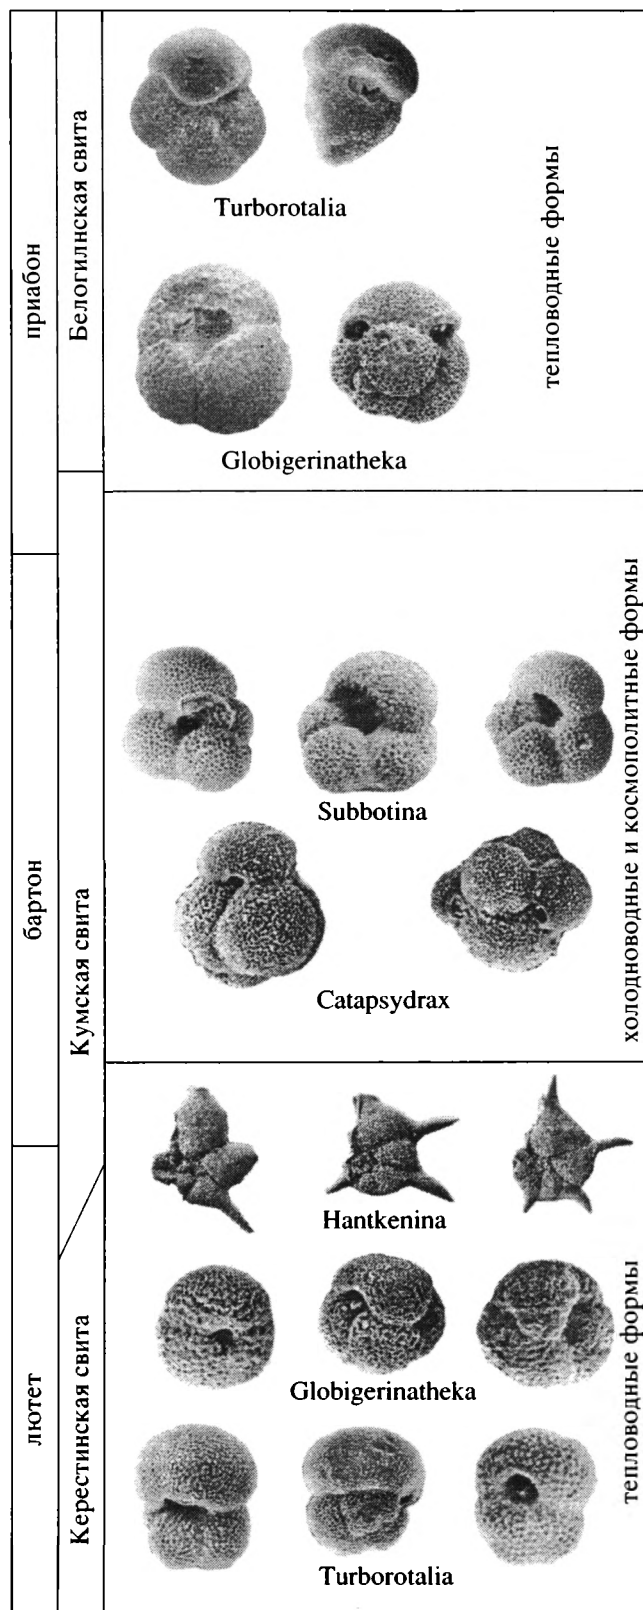 приабон
Белоглинская свита
Turborotalia
Globigerinatheka
тепловодные формы
бартон
Кумская свита
Subbotina
Catapsydrax
холодноводные и космополитные формы
лютет
Керестинская свита
Hantkenina
Globigerinatheka
Turborotalia
тепловодные формы